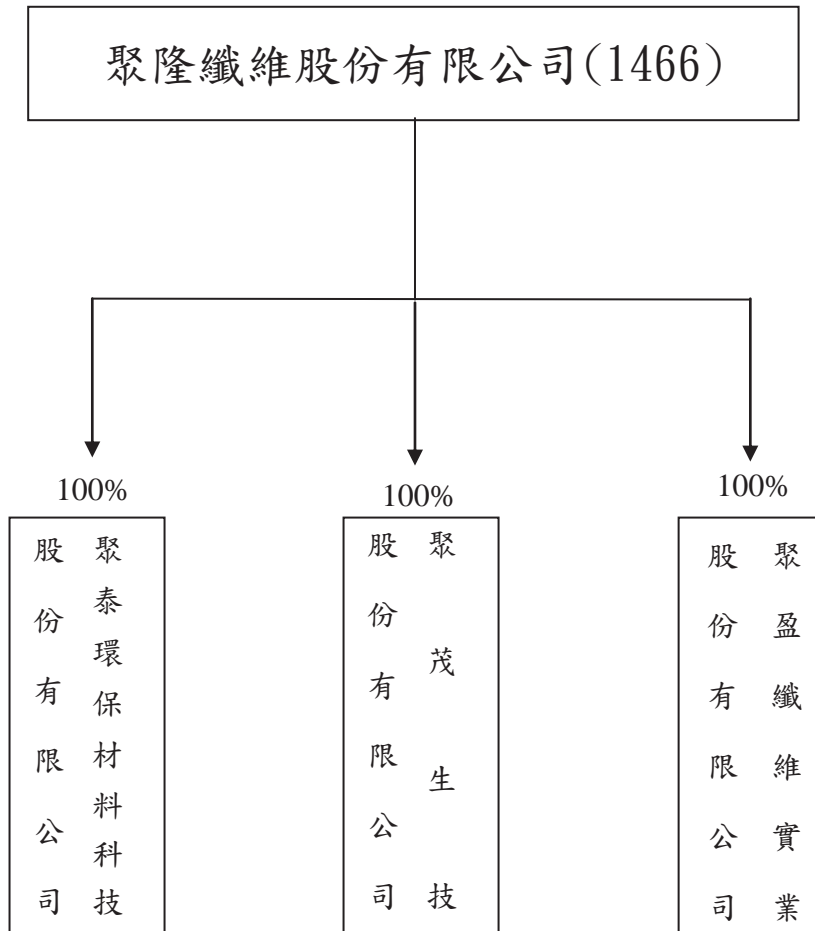 聚隆纖維股份有限公司(1466)
100%
100%
100%
聚泰環保材料科技
股份有限公司
聚茂生技
股份有限公司
聚盈纖維實業
股份有限公司